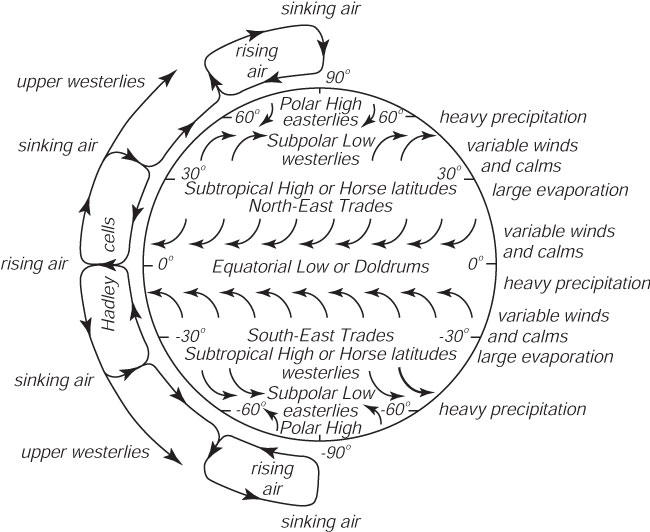 sinking air
rising
air
90°
upper westerlies
Polar High
60° easterlies 60°
heavy precipitation
Subpolar Low
westerlies
sinking air
variable winds
and calms
30° 30°
Subtropical High or Horse latitudes
large evaporation
North-East Trades
variable winds
and calms
rising air
Hadley cells
0° Equatorial Low or Doldrums 0°
heavy precipitation
variable winds
and calms
-30° South-East Trades -30°
Subtropical High or Horse latitudes
large evaporation
westerlies
sinking air
Subpolar Low
-60° easterlies -60°
heavy precipitation
Polar High
upper westerlies
-90°
rising
air
sinking air